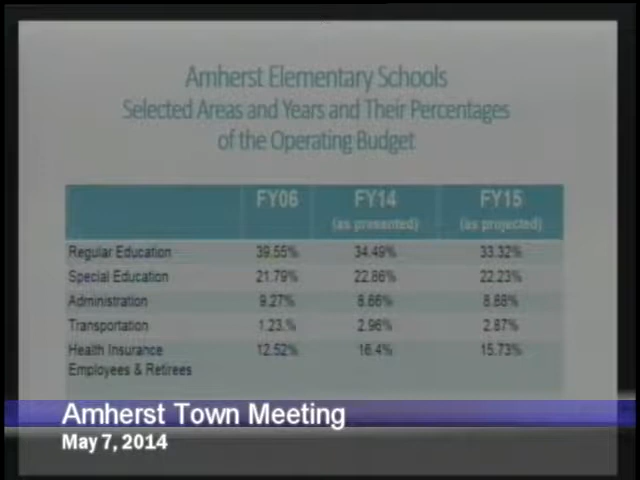 Amherst Elementary Schools
Selected Areas and Years and Their Percentages
of the Operating Budget
FY06 FY14 FY15
(as presented) (as projected)
Regular Education 39.55% 34.49% 33.32%
Special Education 21.79% 22.86% 22.23%
Administration 9.27% 8.66% 8.88%
Transportation 1.23.% 2.96% 2.87%
Health Insurance 12.52% 16.4% 15.73%
Employees & Retirees
Amherst Town Meeting
May 7, 2014